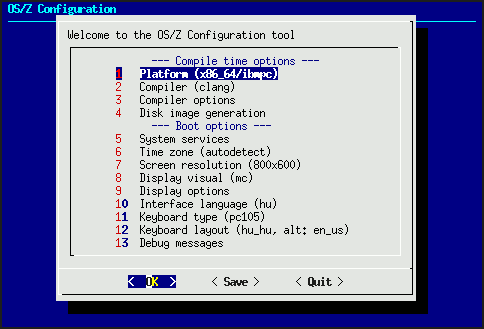 OS/Z Configuration
Welcome to the OS/Z Configuration tool
--- Compile time options ---
1 Platform (x86_64/ibmpc)
2 Compiler (clang)
3 Compiler options
4 Disk image generation
--- Boot options ---
5 System services
6 Time zone (autodetect)
7 Screen resolution (800x600)
8 Display visual (mc)
9 Display options
10 Interface language (hu)
11 Keyboard type (pc105)
12 Keyboard layout (hu_hu, alt: en_us)
13 Debug messages
< OK > < Save > < Quit >